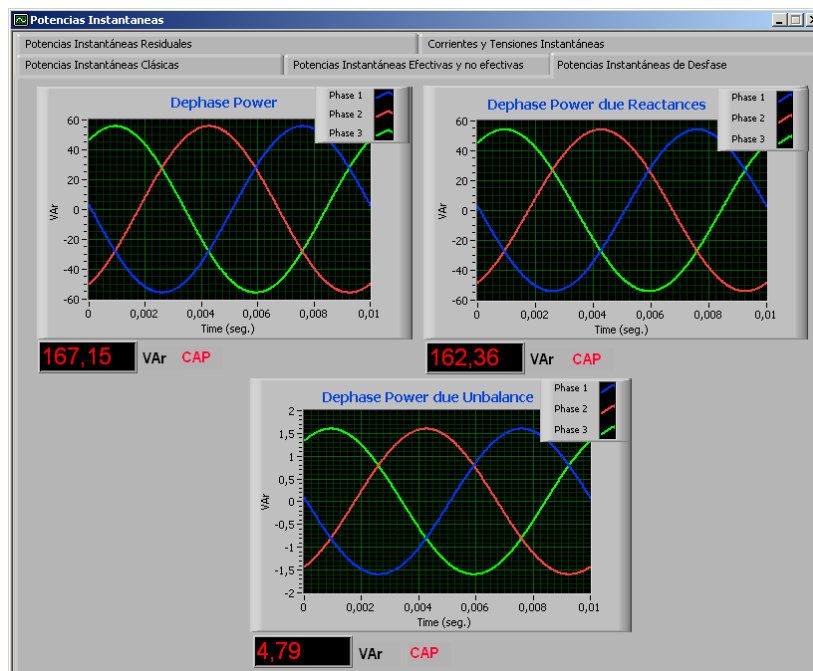 Potencias Instantaneas
Potencias Instantáneas Residuales
Corrientes y Tensiones Instantáneas
Potencias Instantáneas Clásicas
Potencias Instantáneas Efectivas y no efectivas
Potencias Instantáneas de Desfase
Dephase Power
Phase 1
Phase 2
Phase 3
60
40
20
0
-20
-40
-60
VAr
0
0,002
0,004
0,006
0,008
0,01
Time (seg.)
167,15
VAr
CAP
Dephase Power due Reactances
Phase 1
Phase 2
Phase 3
60
40
20
0
-20
-40
-60
VAr
0
0,002
0,004
0,006
0,008
0,01
Time (seg.)
162,36
VAr
CAP
Dephase Power due Unbalance
Phase 1
Phase 2
Phase 3
2
1,5
1
0,5
0
-0,5
-1
-1,5
-2
VAr
0
0,002
0,004
0,006
0,008
0,01
Time (seg.)
4,79
VAr
CAP